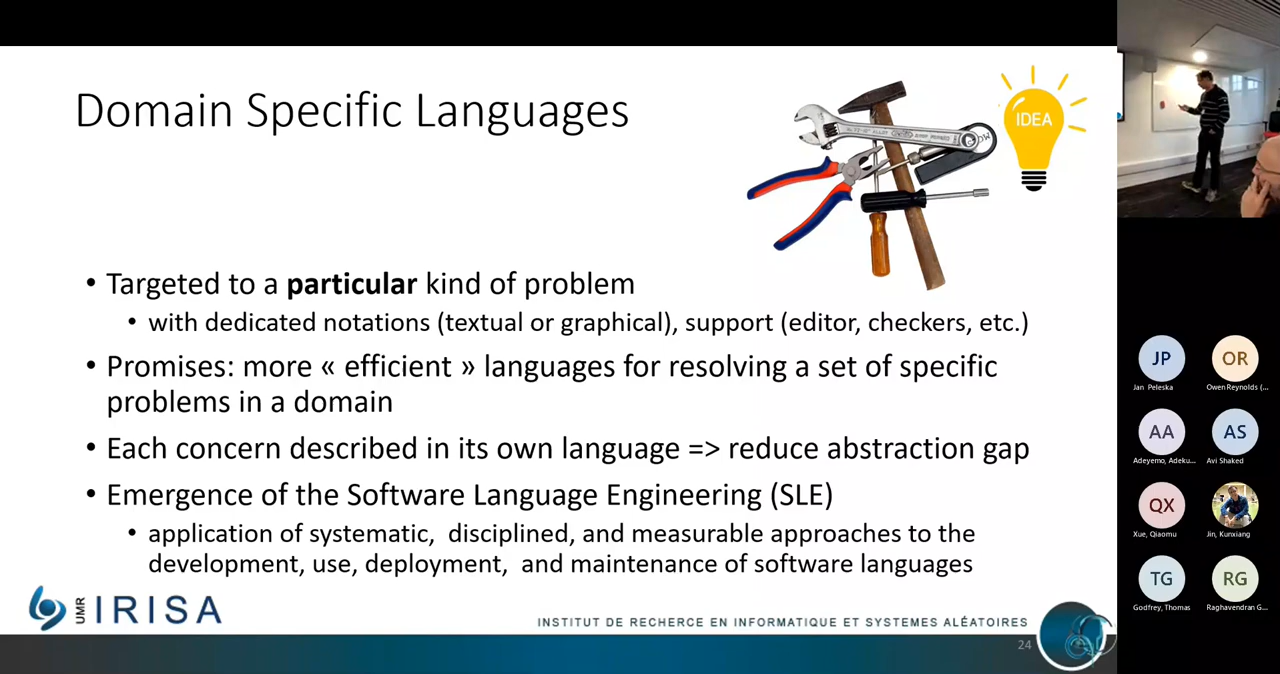 Domain Specific Languages
IDEA
• Targeted to a particular kind of problem
• with dedicated notations (textual or graphical), support (editor, checkers, etc.)
• Promises: more « efficient » languages for resolving a set of specific
problems in a domain
• Each concern described in its own language => reduce abstraction gap
• Emergence of the Software Language Engineering (SLE)
• application of systematic, disciplined, and measurable approaches to the
development, use, deployment, and maintenance of software languages
UMR IRISA
INSTITUT DE RECHERCE EN INFORMATIQUE ET SYSTEMES ALÉATOIRES
24
JP
OR
Jan Peleska
Owen Reynolds (...
AA
AS
Adeyemo, Adeku...
Avi Shaked
QX
Xue, Qiaomu
Jin, Kunxiang
TG
RG
Godfrey, Thomas
Raghavendran G...